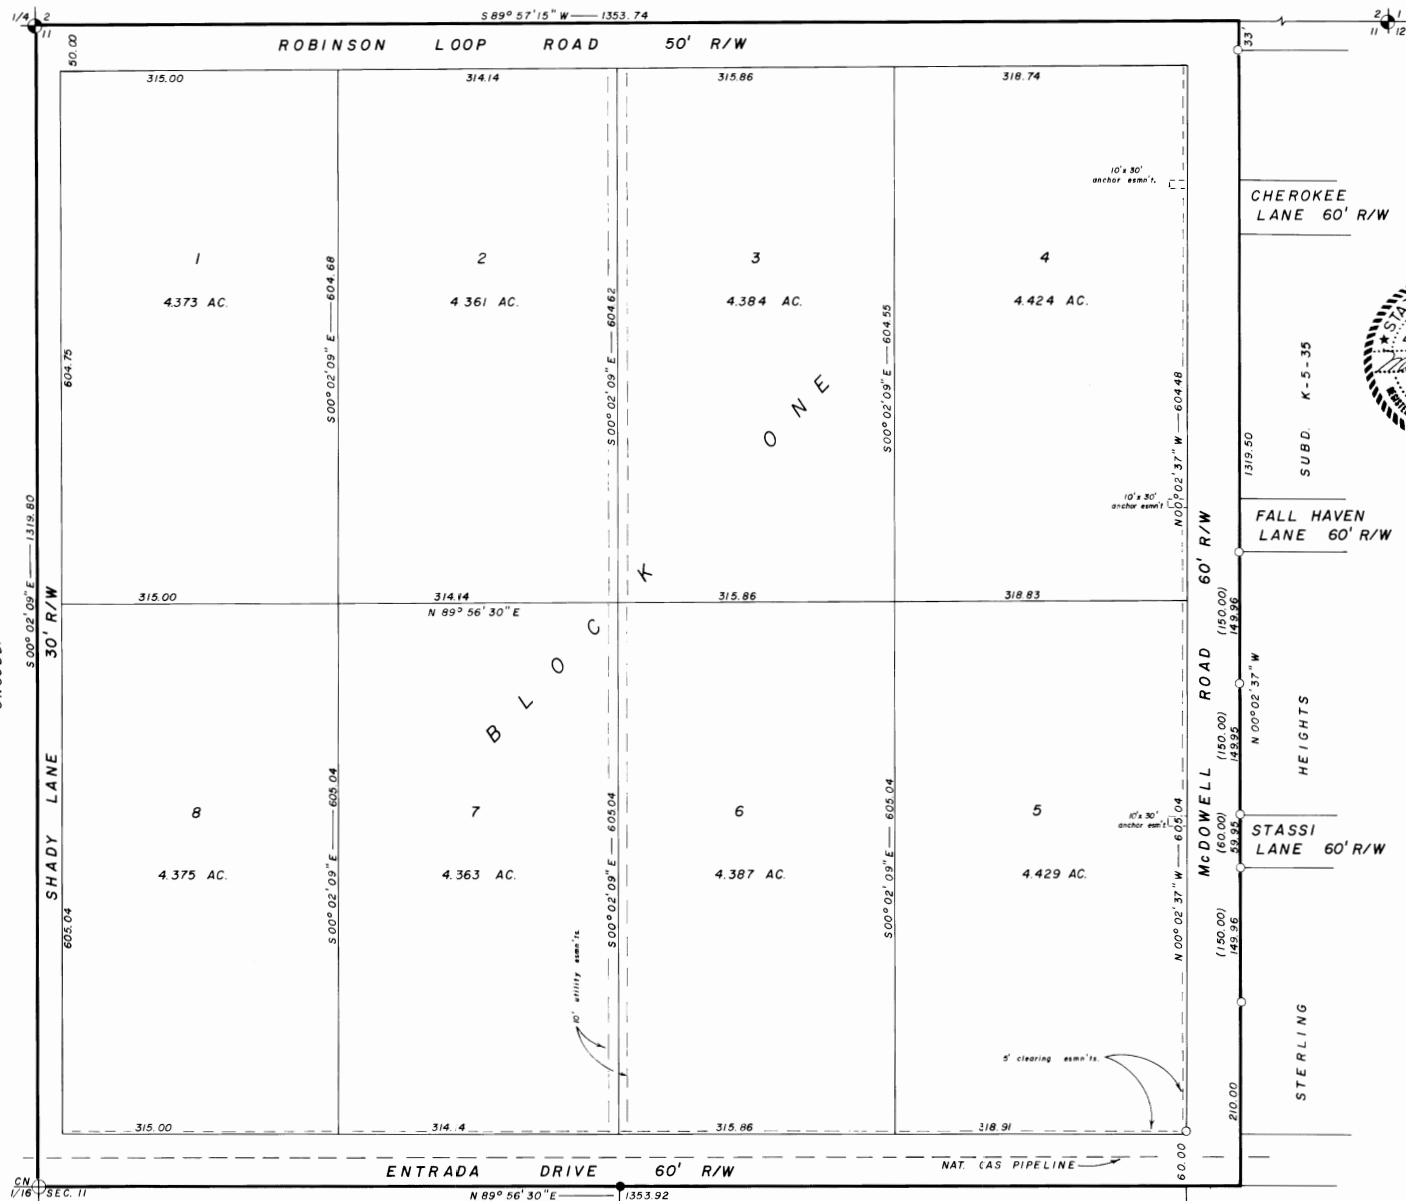 1/4 2
11
S 89° 57' 15" W — 1353.74
2 1
11 12
50.00
ROBINSON LOOP ROAD 50' R/W
33'
315.00
314.14
315.86
318.74
10' x 30'
anchor esmn't.
CHEROKEE
LANE 60' R/W
1
4.373 AC.
2
4 361 AC.
3
4.384 AC.
4
4.424 AC.
S 00° 02' 09" E — 604.68
S 00° 02' 09" E — 604.62
S 00° 02' 09" E — 604.55
N 00° 02' 37" W — 604.48
604.75
BLOCK ONE
STA
REGISTE
SUBD. K-5-35
1319.50
S 00° 02' 09" E — 1319.80
10' x 30'
anchor esmn't
FALL HAVEN
LANE 60' R/W
315.00
314.14
N 89° 56' 30" E
315.86
318.83
SHADY LANE 30' R/W
McDOWELL ROAD 60' R/W
(150.00)
149.96
N 00° 02' 37" W
(150.00)
149.95
HEIGHTS
8
4.375 AC.
7
4.363 AC.
6
4.387 AC.
5
4.429 AC.
10' x 30'
anchor esm't
(60.00)
59.95
STASSI
LANE 60' R/W
605.04
S 00° 02' 09" E — 605.04
S 00° 02' 09" E — 605.04
S 00° 02' 09" E — 605.04
N 00° 02' 37" W — 605.04
(150.00)
149.96
10' utility esmn'ts.
5' clearing esmn'ts.
STERLING
210.00
315.00
314.14
315.86
318.91
ENTRADA DRIVE 60' R/W
NAT. GAS PIPELINE
60.00
CN
1/16 SEC. 11
N 89° 56' 30" E — 1353.92